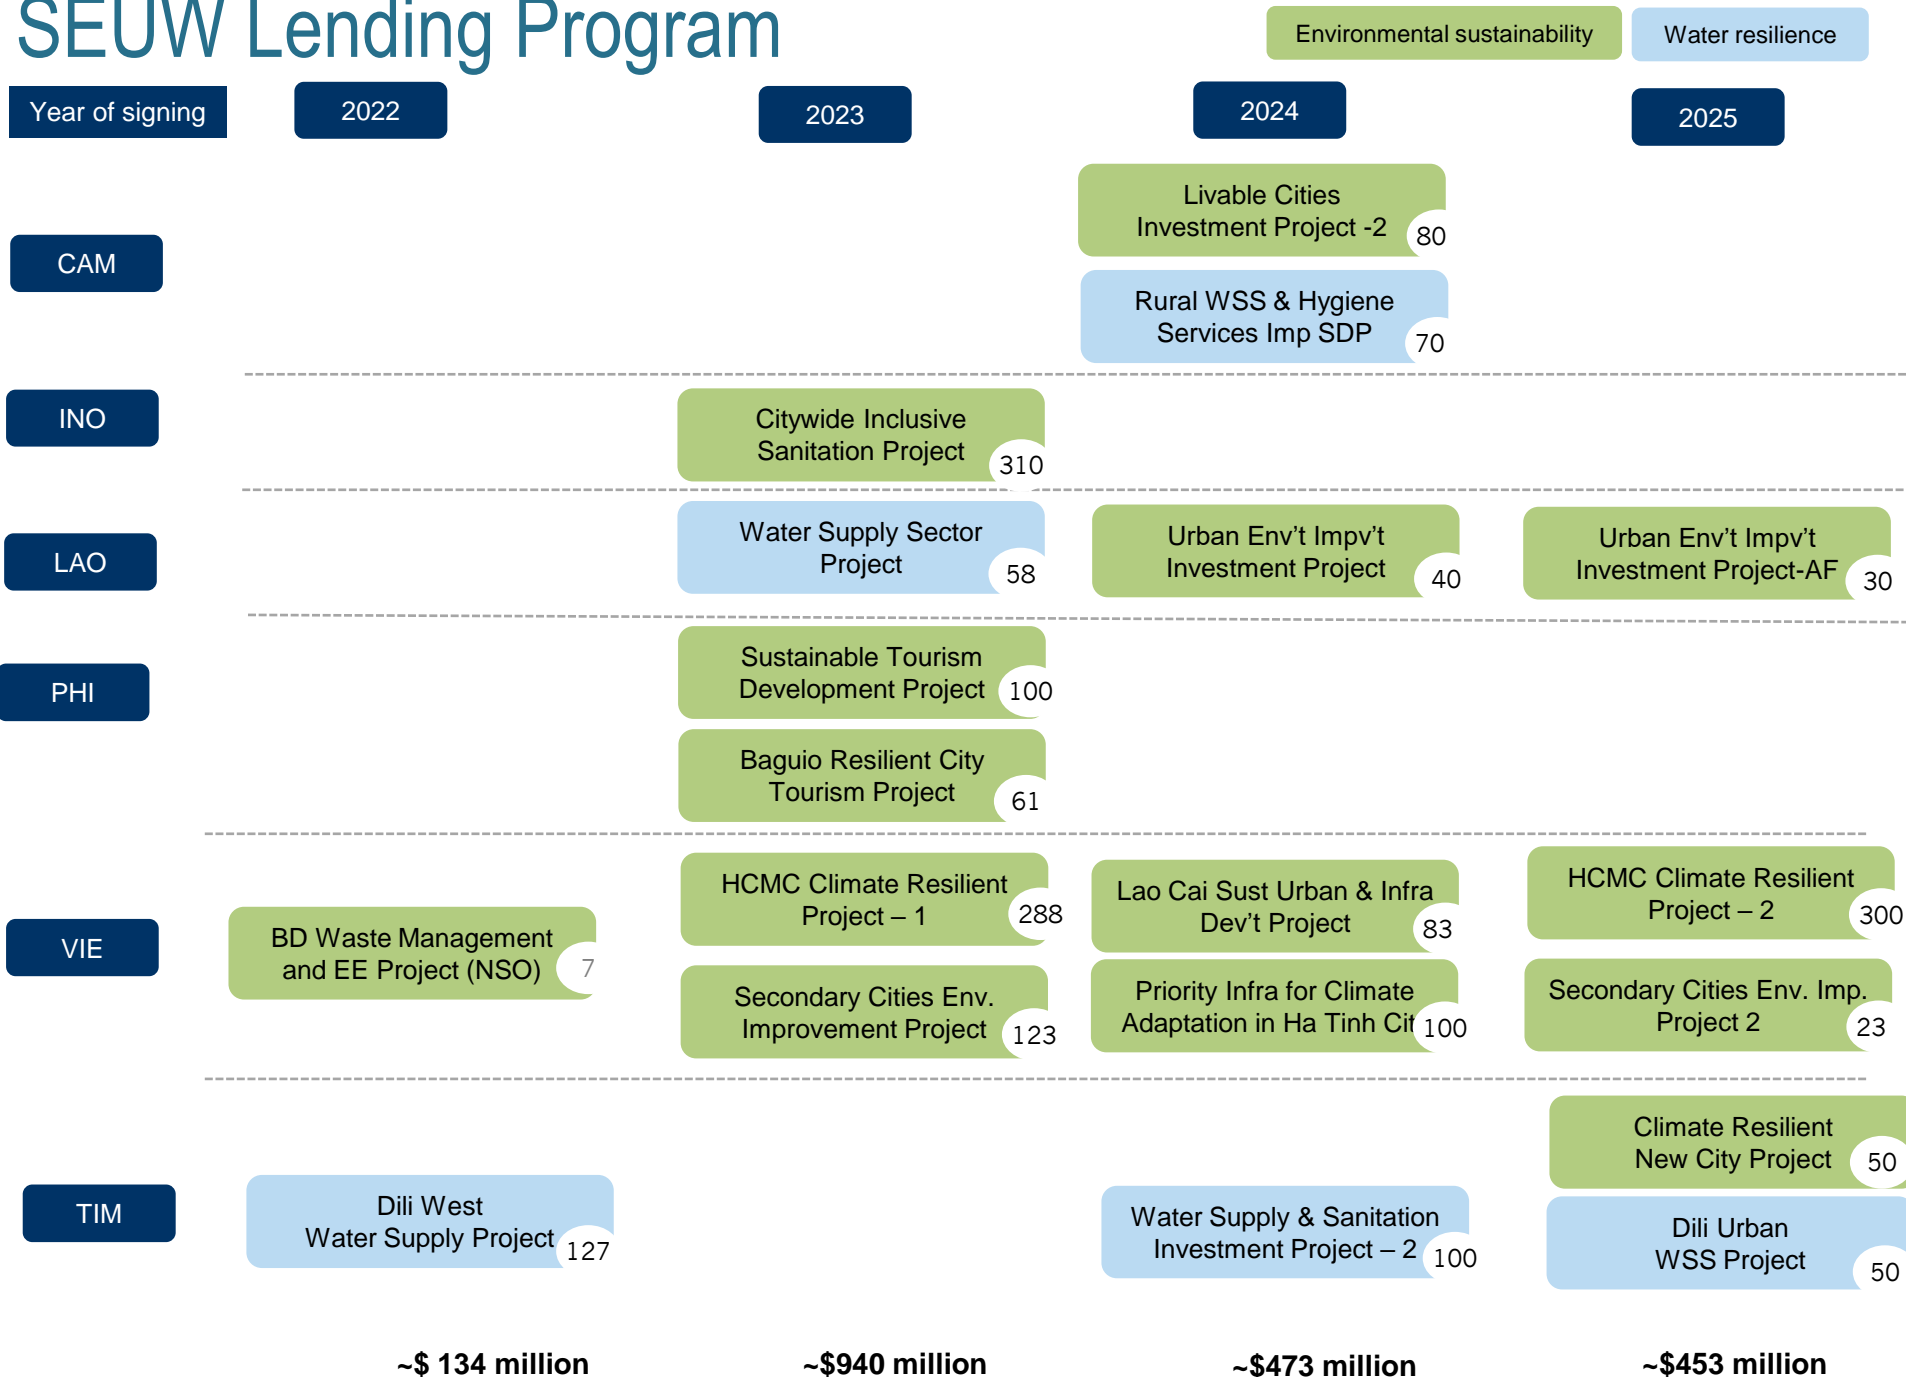 SEUW Lending Program
Environmental sustainability
Water resilience
Year of signing
2022
2023
2024
2025
CAM
Livable Cities
Investment Project -2
80
Rural WSS & Hygiene
Services Imp SDP
70
INO
Citywide Inclusive
Sanitation Project
310
LAO
Water Supply Sector
Project
58
Urban Env’t Impv’t
Investment Project
40
Urban Env’t Impv’t
Investment Project-AF
30
PHI
Sustainable Tourism
Development Project
100
Baguio Resilient City
Tourism Project
61
VIE
BD Waste Management
and EE Project (NSO)
7
HCMC Climate Resilient
Project – 1
288
Secondary Cities Env.
Improvement Project
123
Lao Cai Sust Urban & Infra
Dev’t Project
83
Priority Infra for Climate
Adaptation in Ha Tinh Cit
100
HCMC Climate Resilient
Project – 2
300
Secondary Cities Env. Imp.
Project 2
23
TIM
Dili West
Water Supply Project
127
Water Supply & Sanitation
Investment Project – 2
100
Climate Resilient
New City Project
50
Dili Urban
WSS Project
50
~$ 134 million
~$940 million
~$473 million
~$453 million